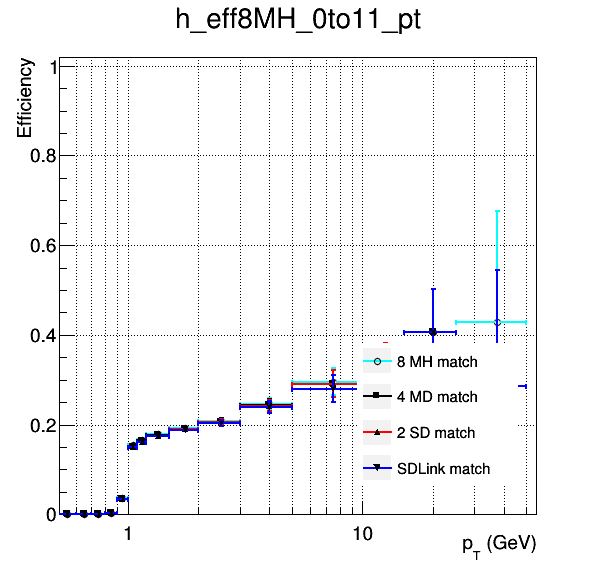 h_eff8MH_0to11_pt
Efficiency
1
0.8
0.6
0.4
0.2
0
8 MH match
4 MD match
2 SD match
SDLink match
1
10
p_T (GeV)